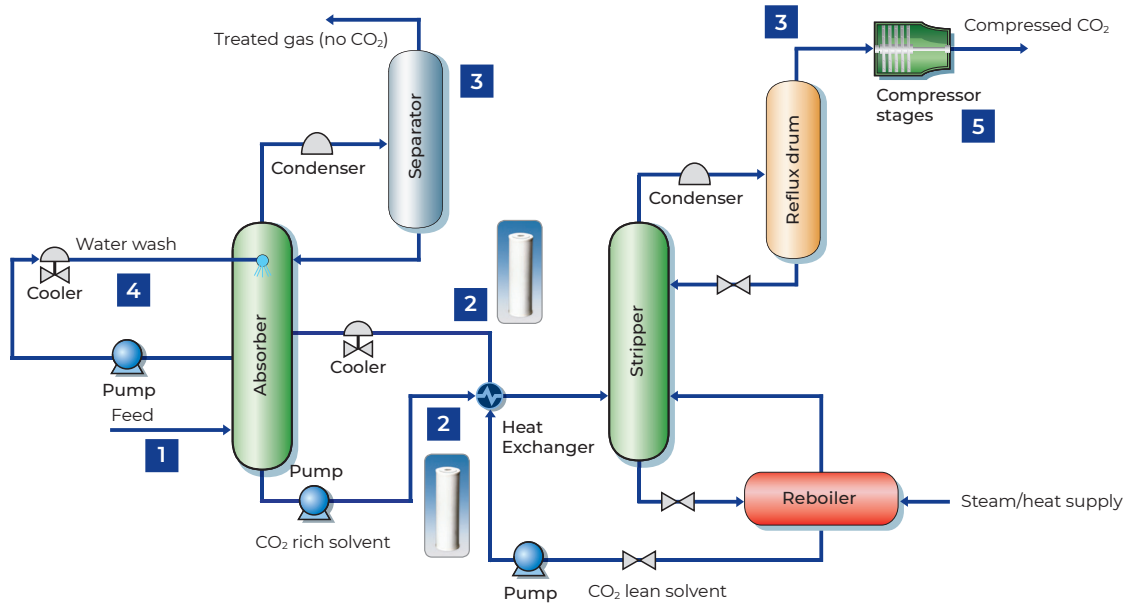 Treated gas (no CO₂)
3
Separator
Condenser
3
Compressed CO₂
Compressor
stages
5
Reflux drum
Condenser
Water wash
Cooler
4
2
Absorber
Cooler
Stripper
Pump
Feed
1
2
Heat
Exchanger
Pump
CO₂ rich solvent
Reboiler
Steam/heat supply
Pump
CO₂ lean solvent